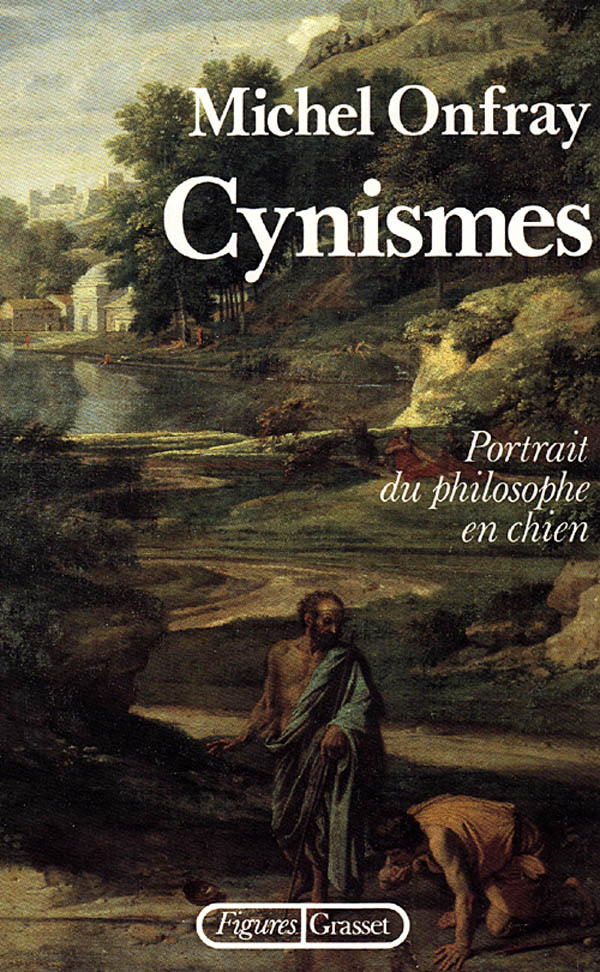 Michel Onfray
Cynismes
Portrait
du philosophe
en chien
Figures Grasset